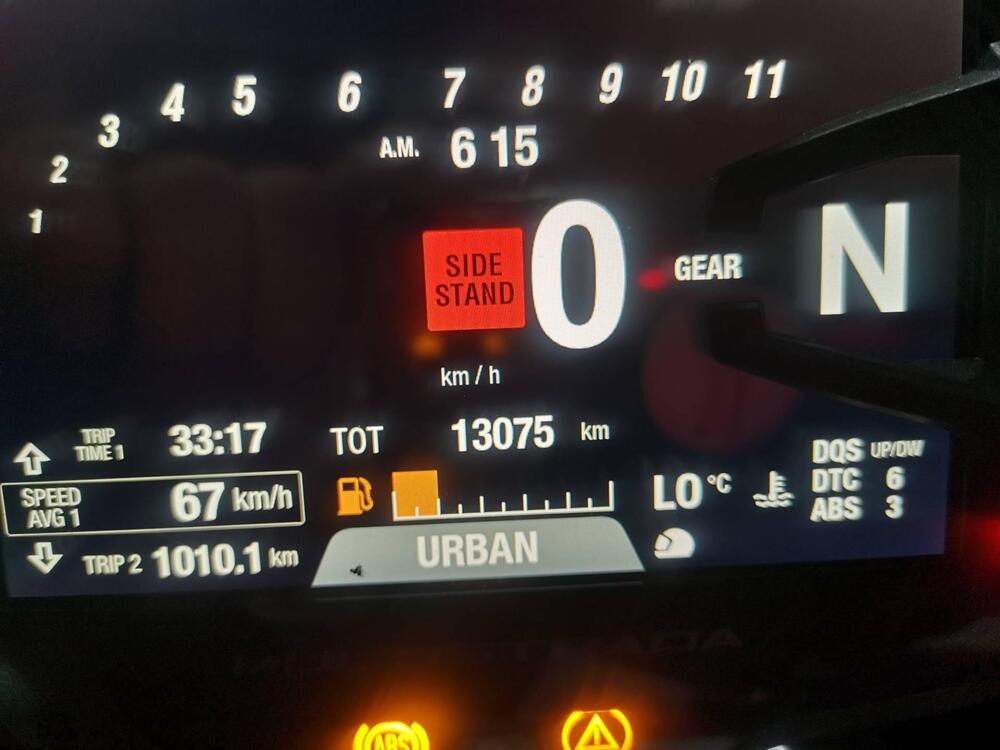 1 2 3 4 5 6 7 8 9 10 11
A.M. 6 15
SIDE
STAND
0
km / h
GEAR N
TRIP
TIME 1
33:17
TOT 13075 km
SPEED
AVG 1
67 km/h
TRIP 2 1010.1 km
URBAN
LO °C
DQS UP/DW
DTC 6
ABS 3
MULTISTRADA
ABS